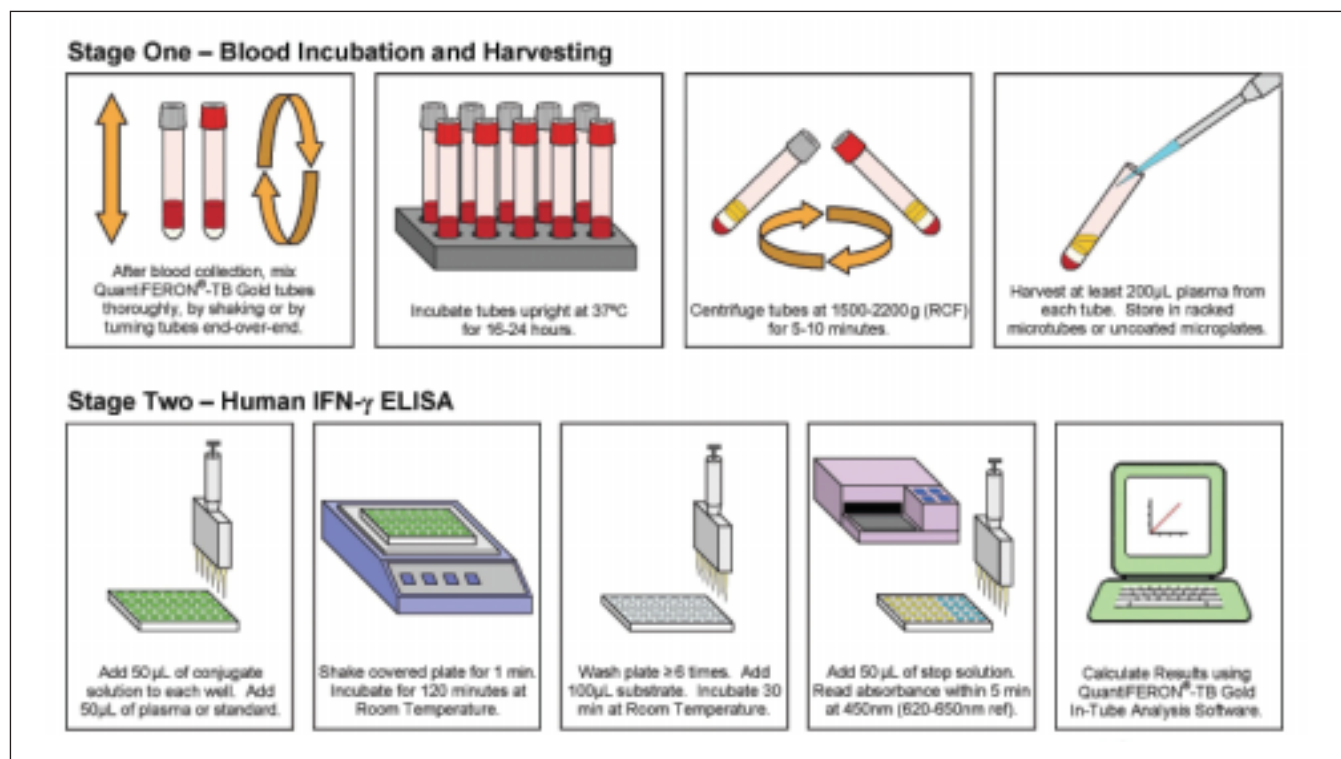 Stage One – Blood Incubation and Harvesting
After blood collection, mix
QuantiFERON®-TB Gold tubes
thoroughly, by shaking or by
turning tubes end-over-end.
Incubate tubes upright at 37ºC
for 16-24 hours.
Centrifuge tubes at 1500-2200g (RCF)
for 5-10 minutes.
Harvest at least 200µL plasma from
each tube. Store in racked
microtubes or uncoated microplates.
Stage Two – Human IFN-γ ELISA
Add 50µL of conjugate
solution to each well. Add
50µL of plasma or standard.
Shake covered plate for 1 min.
Incubate for 120 minutes at
Room Temperature.
Wash plate ≥6 times. Add
100µL substrate. Incubate 30
min at Room Temperature.
Add 50µL of stop solution.
Read absorbance within 5 min
at 450nm (620-650nm ref).
Calculate Results using
QuantiFERON®-TB Gold
In-Tube Analysis Software.